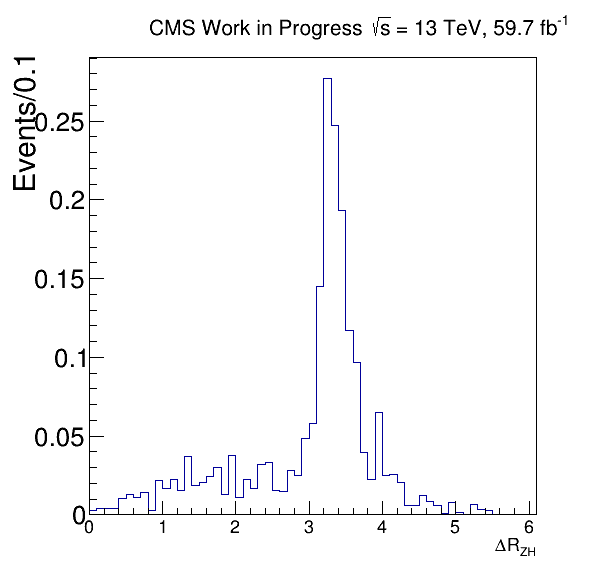 CMS Work in Progress √s = 13 TeV, 59.7 fb⁻¹
Events/0.1
0.25
0.2
0.15
0.1
0.05
0
0 1 2 3 4 5 6
ΔR_ZH